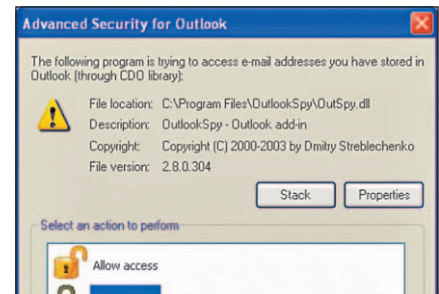 Advanced Security for Outlook
The following program is trying to access e-mail addresses you have stored in
Outlook (through CDO library):
File location: C:\Program Files\OutlookSpy\OutSpy.dll
Description: OutlookSpy - Outlook add-in
Copyright: Copyright (C) 2000-2003 by Dmitry Streblechenko
File version: 2.8.0.304
Stack Properties
Select an action to perform
Allow access